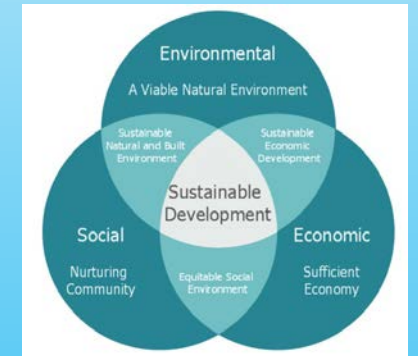 Environmental
A Viable Natural Environment
Sustainable
Natural and Built
Environment
Sustainable
Economic
Development
Sustainable
Development
Social
Nurturing
Community
Economic
Sufficient
Economy
Equitable Social
Environment